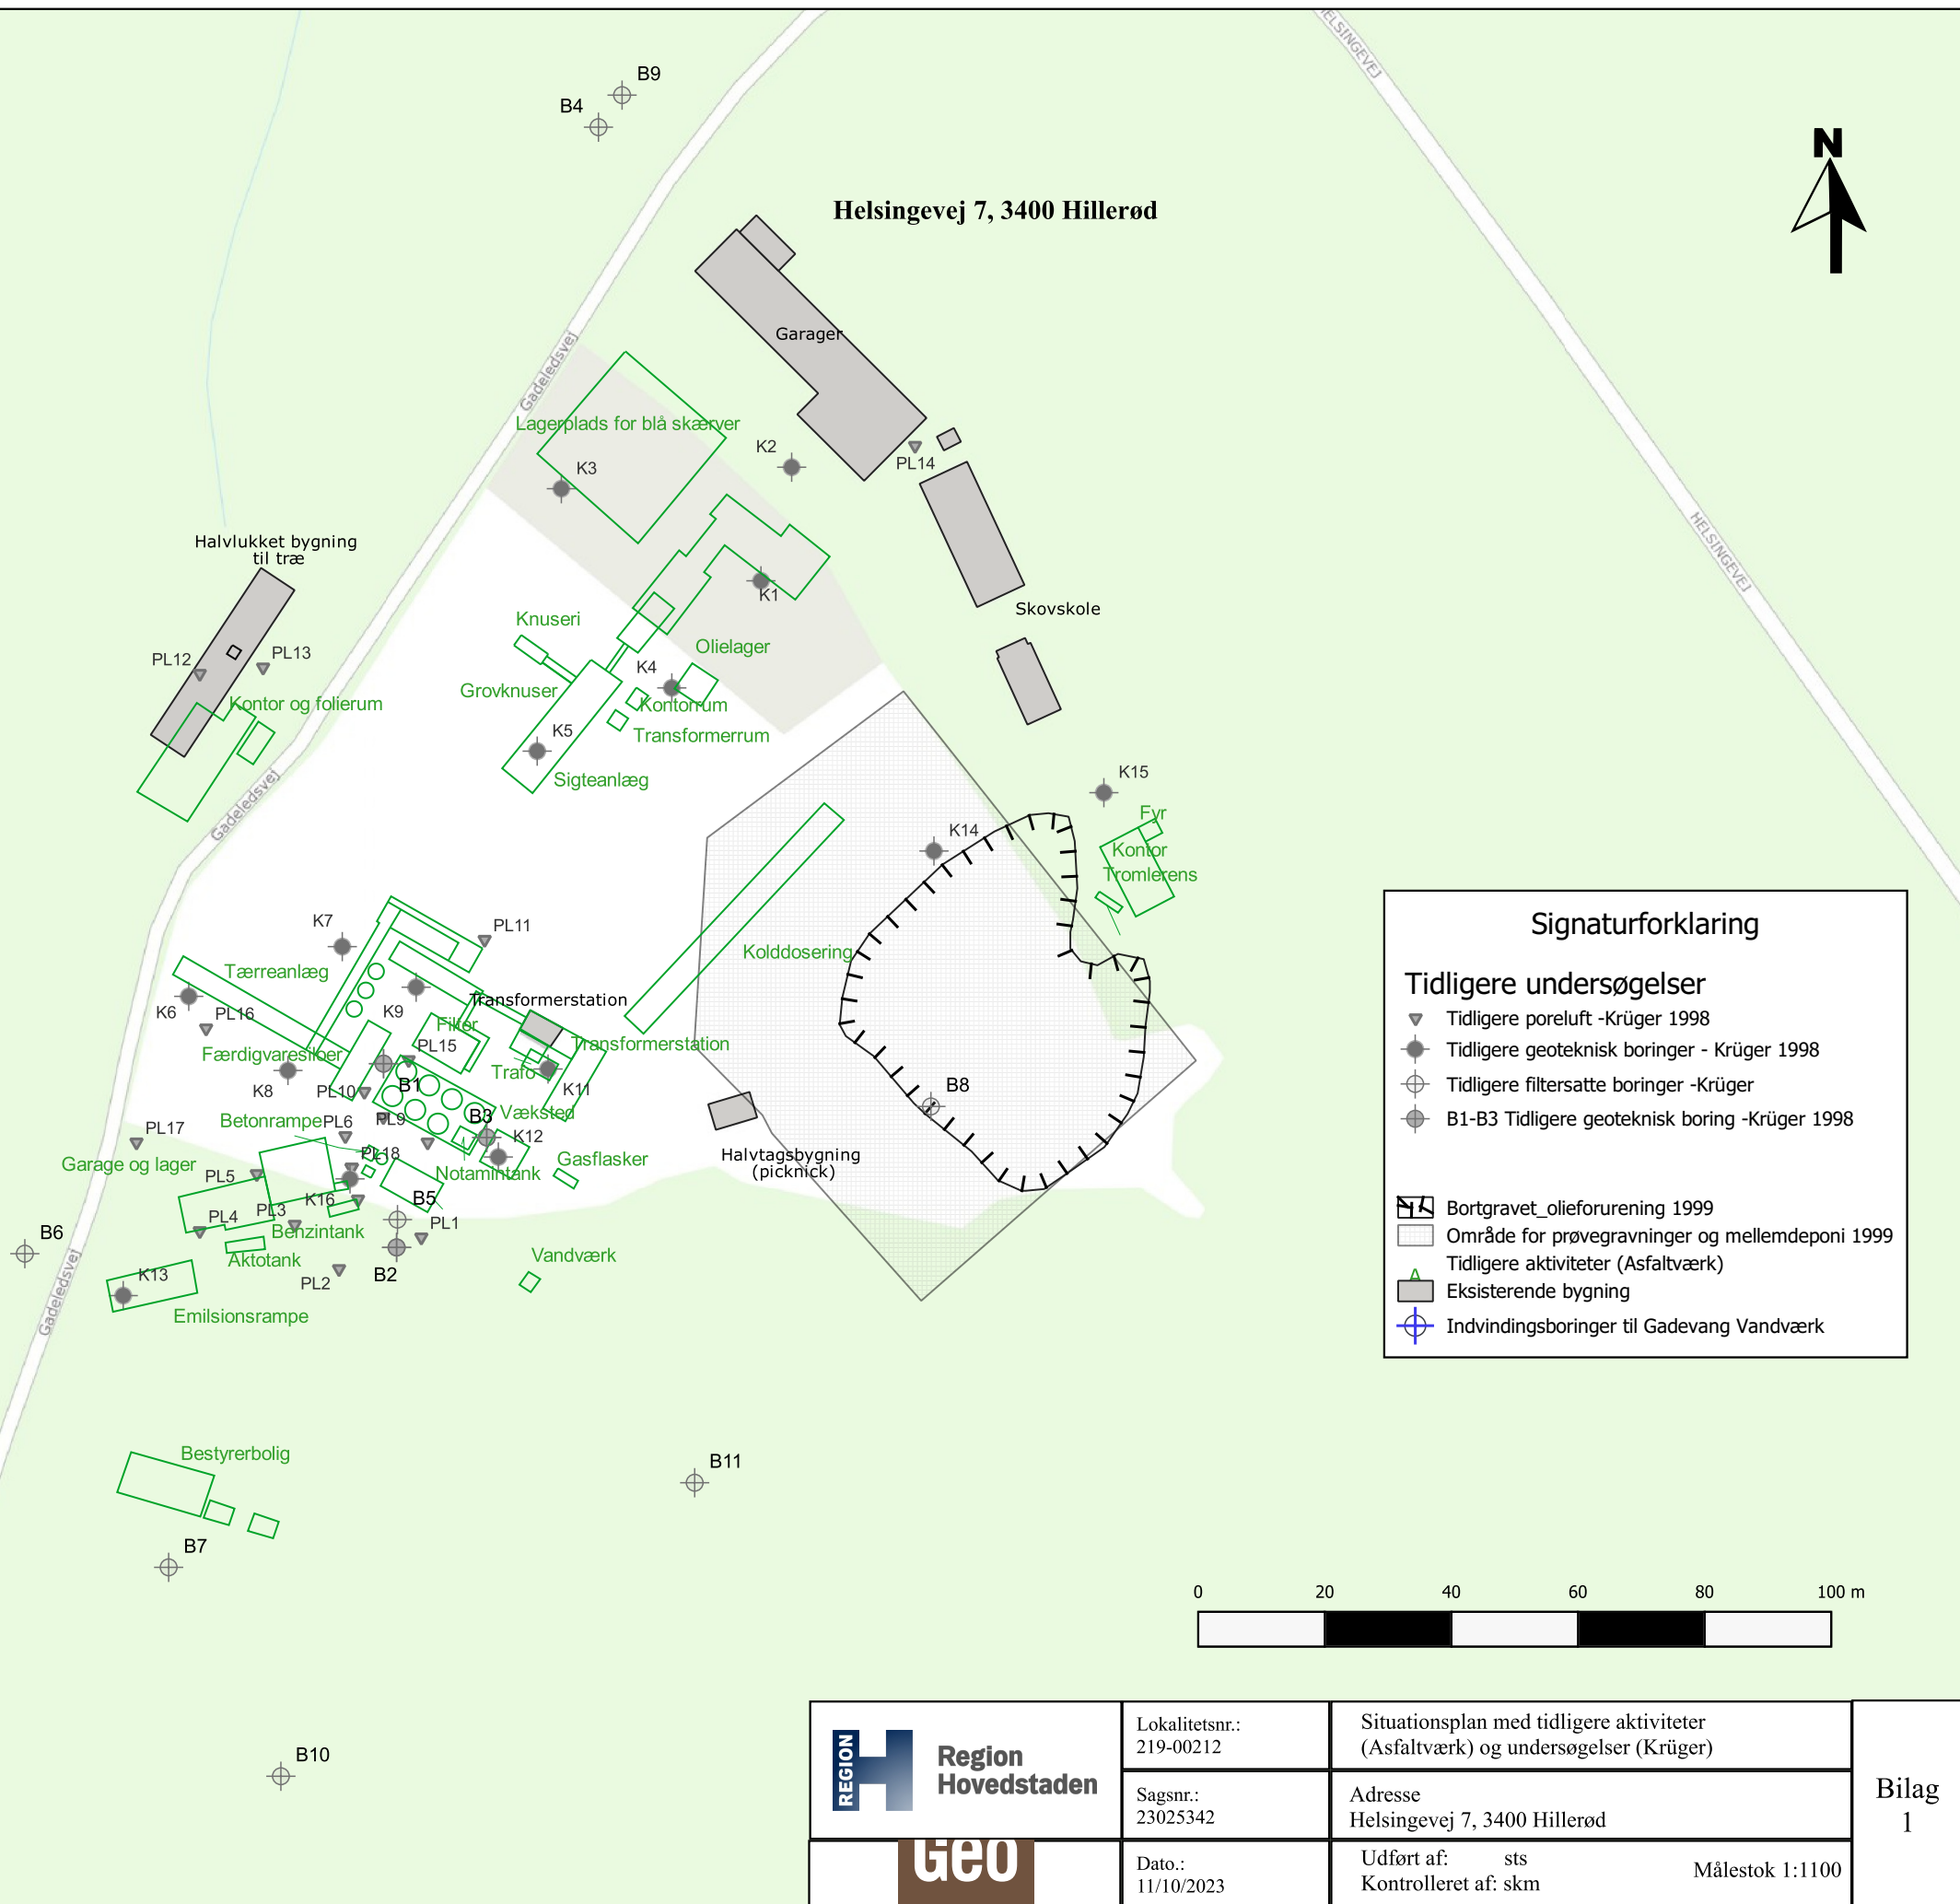 HELSINGEVEJ
B9
B4
N
Helsingevej 7, 3400 Hillerød
Garager
Gadeledsvej
Lagerplads for blå skærver
K2
K3
PL14
HELSINGEVEJ
Halvlukket bygning
til træ
K1
Skovskole
Knuseri
Olielager
PL12
PL13
K4
Grovknuser
Kontor og folierum
Kontorrum
K5
Transformerrum
Sigteanlæg
K15
Gadeledsvej
Fyr
K14
Kontor
Tromlerens
K7
PL11
Kolddosering
Tærreanlæg
Transformerstation
K6
PL16
K9
Filter
Færdigvaresiloer
PL15
Transformerstation
Trafo
K8
PL10
B1
K11
B8
Betonrampe
PL6
PL9
B3
Væksted
PL17
K12
Garage og lager
PL18
Gasflasker
Halvtagsbygning
(picknick)
PL5
Notamintank
K16
B5
PL4
PL3
Benzintank
PL1
B6
Aktotank
Vandværk
K13
PL2
B2
Emilsionsrampe
Gadeledsvej
Signaturforklaring
Tidligere undersøgelser
Tidligere poreluft -Krüger 1998
Tidligere geoteknisk boringer - Krüger 1998
Tidligere filtersatte boringer -Krüger
B1-B3 Tidligere geoteknisk boring -Krüger 1998
Bortgravet_olieforurening 1999
Område for prøvegravninger og mellemdeponi 1999
Tidligere aktiviteter (Asfaltværk)
Eksisterende bygning
Indvindingsboringer til Gadevang Vandværk
Bestyrerbolig
B11
B7
0 20 40 60 80 100 m
B10
REGION
Region
Hovedstaden
Lokalitetsnr.:
219-00212
Situationsplan med tidligere aktiviteter
(Asfaltværk) og undersøgelser (Krüger)
Sagsnr.:
23025342
Adresse
Helsingevej 7, 3400 Hillerød
Bilag
1
Geo
Dato.:
11/10/2023
Udført af: sts
Kontrolleret af: skm
Målestok 1:1100